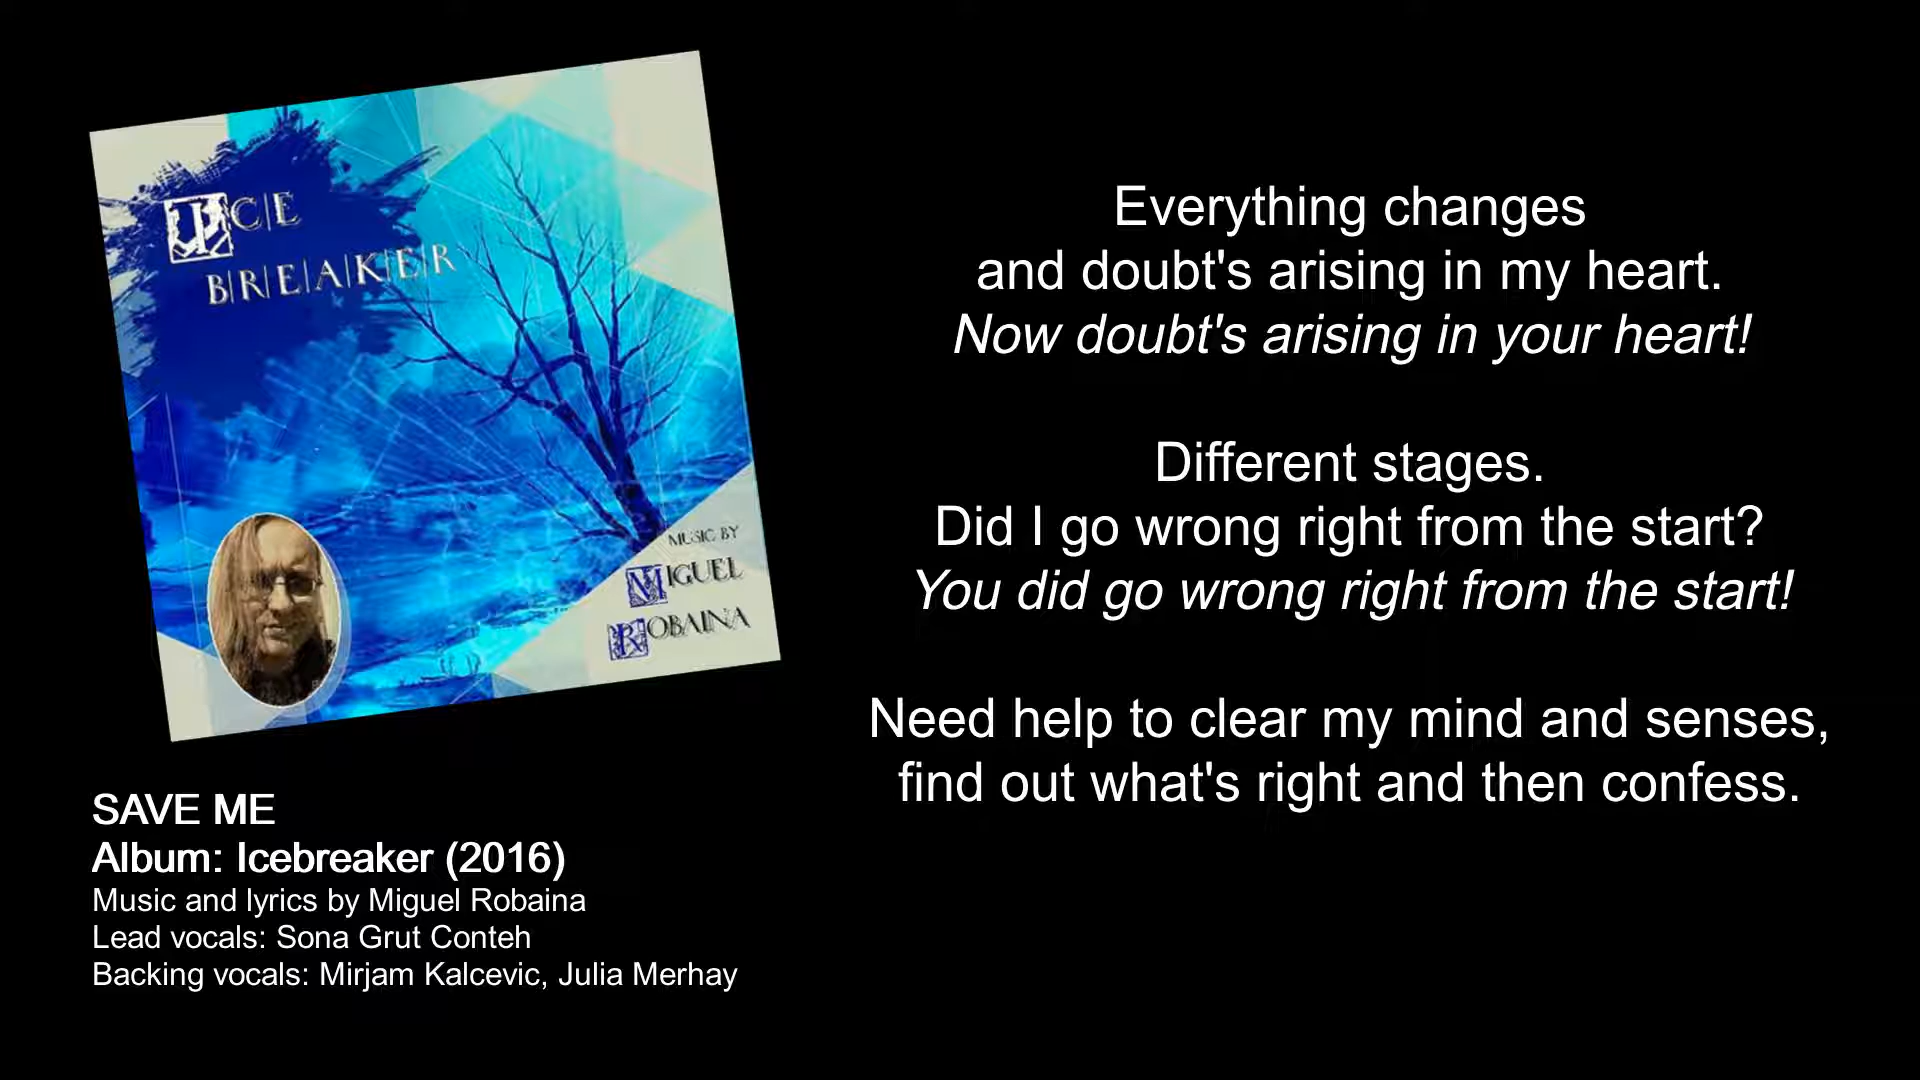 ICE
BREAKER
MUSIC BY
MIGUEL
ROBAINA
SAVE ME
Album: Icebreaker (2016)
Music and lyrics by Miguel Robaina
Lead vocals: Sona Grut Conteh
Backing vocals: Mirjam Kalcevic, Julia Merhay
Everything changes
and doubt's arising in my heart.
Now doubt's arising in your heart!
Different stages.
Did I go wrong right from the start?
You did go wrong right from the start!
Need help to clear my mind and senses,
find out what's right and then confess.